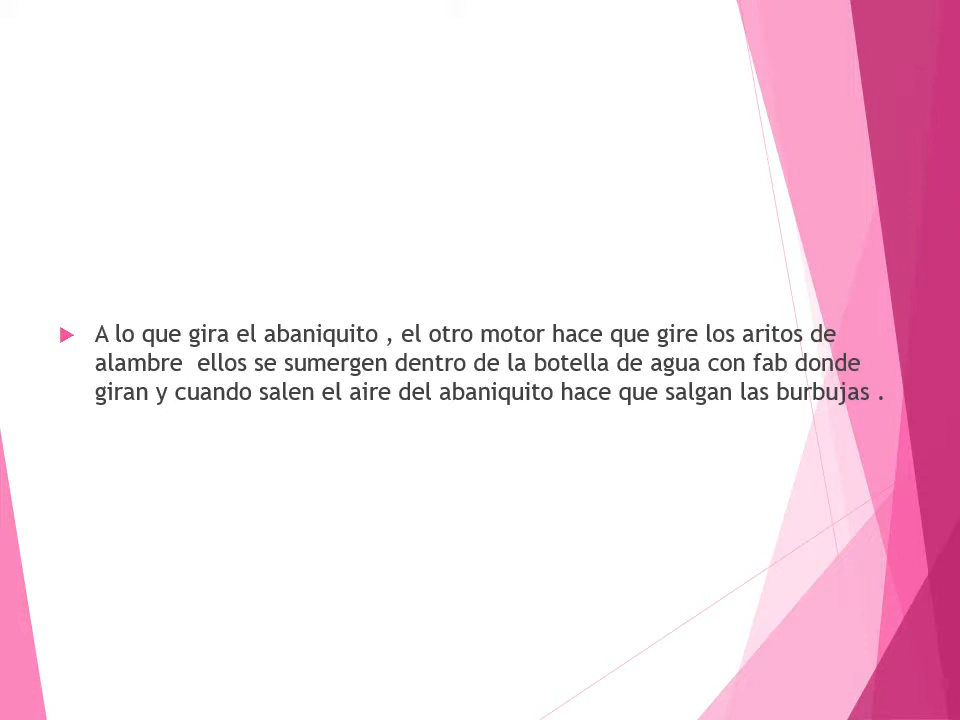 A lo que gira el abaniquito , el otro motor hace que gire los aritos de
alambre  ellos se sumergen dentro de la botella de agua con fab donde
giran y cuando salen el aire del abaniquito hace que salgan las burbujas .